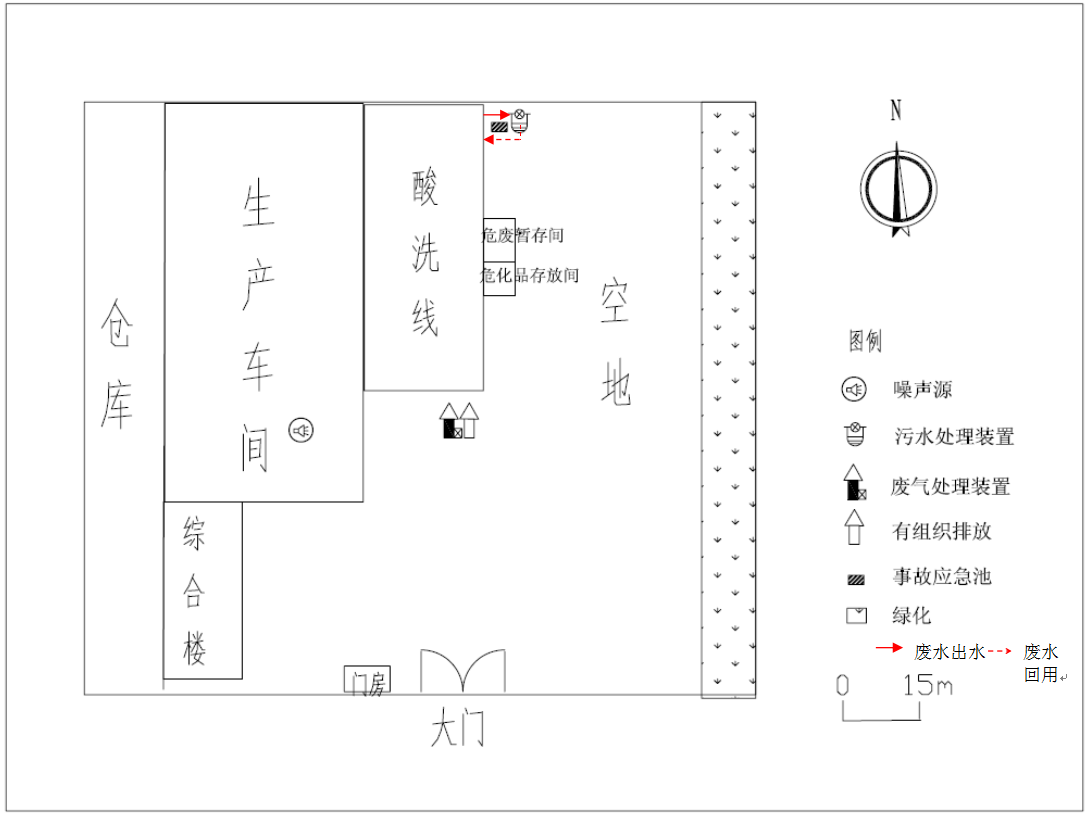 N
生产车间
酸洗线
危废暂存间
危化品存放间
仓库
空地
综合楼
门房
大门
图例
噪声源
污水处理装置
废气处理装置
有组织排放
事故应急池
绿化
废水出水
废水
回用
0 15m